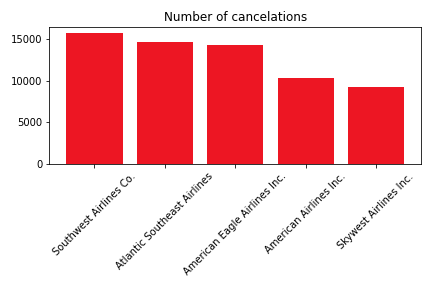 Number of cancelations
15000
10000
5000
0
Southwest Airlines Co.
Atlantic Southeast Airlines
American Eagle Airlines Inc.
American Airlines Inc.
Skywest Airlines Inc.